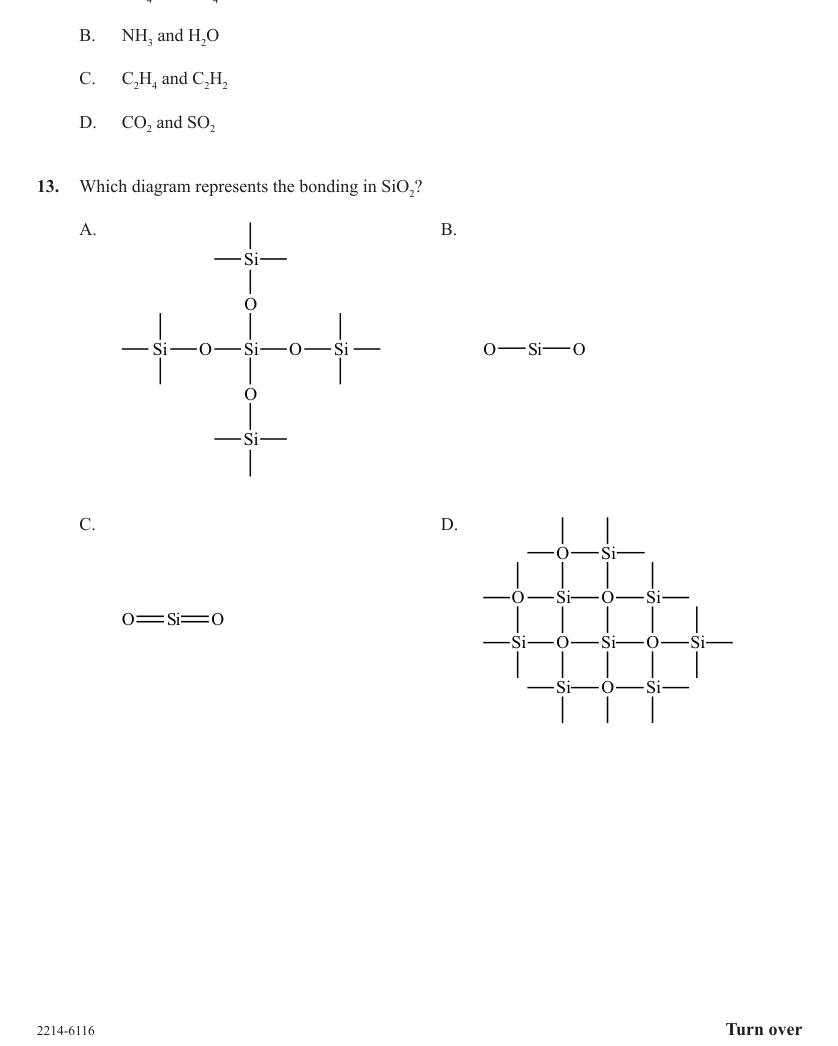 B. NH₃ and H₂O
C. C₂H₄ and C₂H₂
D. CO₂ and SO₂
13. Which diagram represents the bonding in SiO₂?
A. B.
Si
O
Si O Si O Si
O Si O
O
Si
C. D.
O Si
O Si O Si
O Si O
Si O Si O Si
Si O Si
2214-6116 Turn over